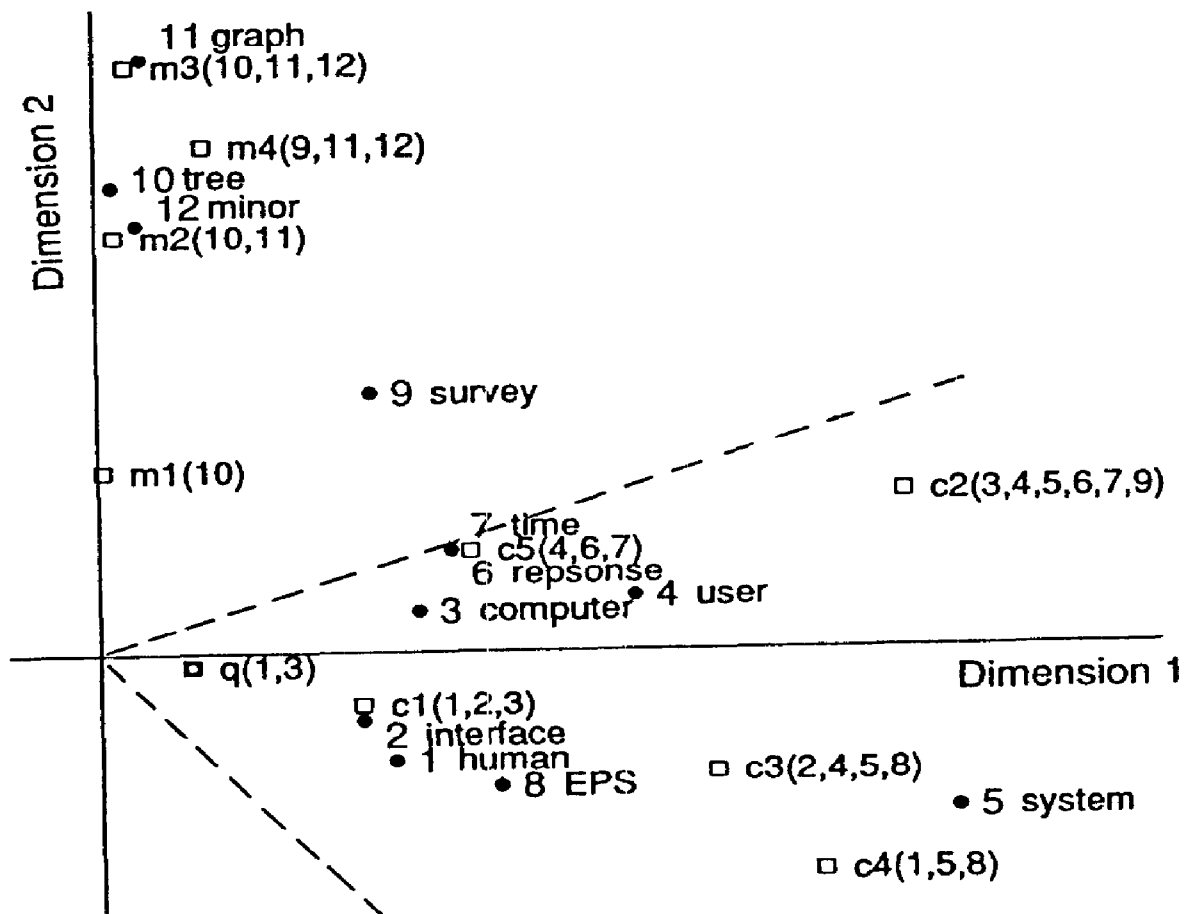 11 graph
m3(10,11,12)
m4(9,11,12)
10 tree
12 minor
m2(10,11)
Dimension 2
9 survey
m1(10)
c2(3,4,5,6,7,9)
7 time
c5(4,6,7)
6 repsonse
4 user
3 computer
q(1,3)
Dimension 1
c1(1,2,3)
2 interface
1 human
8 EPS
c3(2,4,5,8)
5 system
c4(1,5,8)